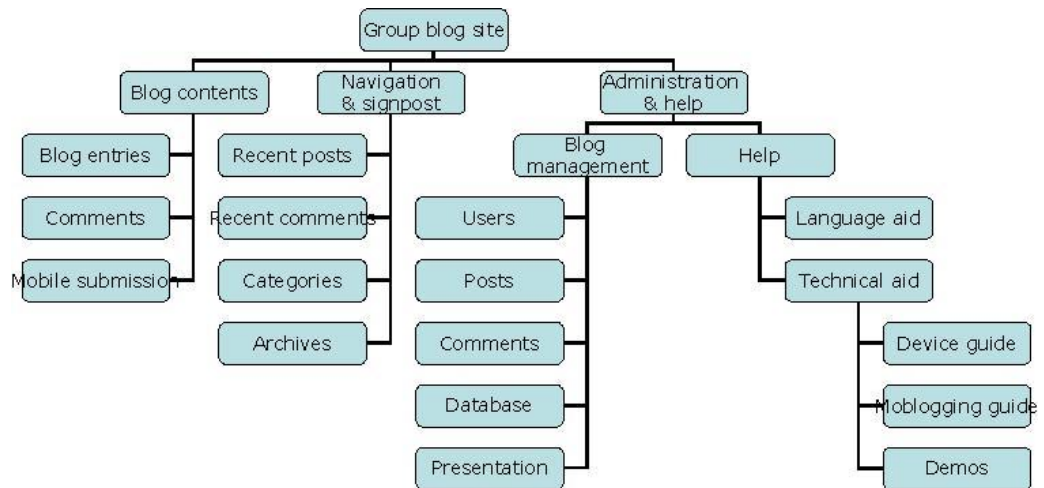 Group blog site
Blog contents
Navigation
& signpost
Administration
& help
Blog entries
Comments
Mobile submission
Recent posts
Recent comments
Categories
Archives
Blog
management
Help
Users
Posts
Comments
Database
Presentation
Language aid
Technical aid
Device guide
Moblogging guide
Demos